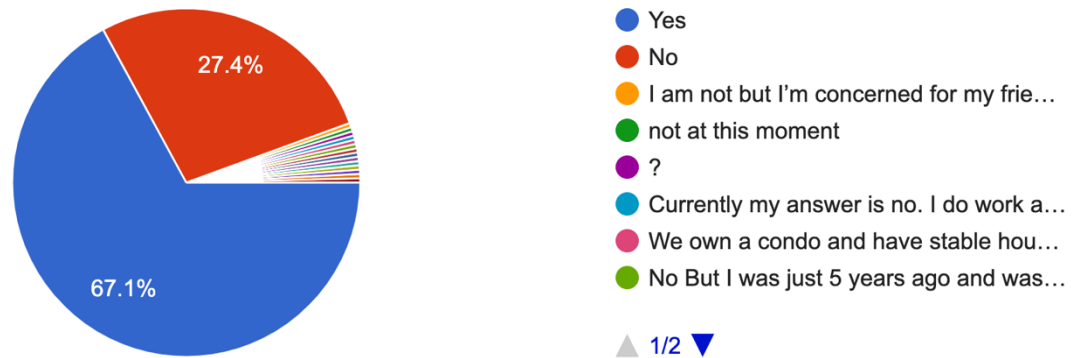 27.4%
67.1%
Yes
No
I am not but I’m concerned for my frie…
not at this moment
?
Currently my answer is no. I do work a…
We own a condo and have stable hou…
No But I was just 5 years ago and was…
1/2